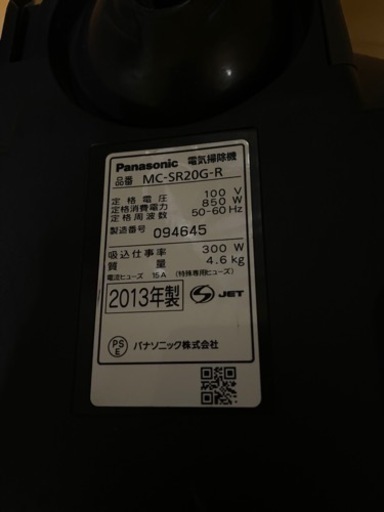 Panasonic 電気掃除機
品番 MC-SR20G-R
定格電圧 100 V
定格消費電力 850 W
定格周波数 50-60 Hz
製造番号 094645
吸込仕事率 300 W
質量 4.6 kg
電流ヒューズ 15A (特殊専用ヒューズ)
2013年製 S JET
PS
E
パナソニック株式会社